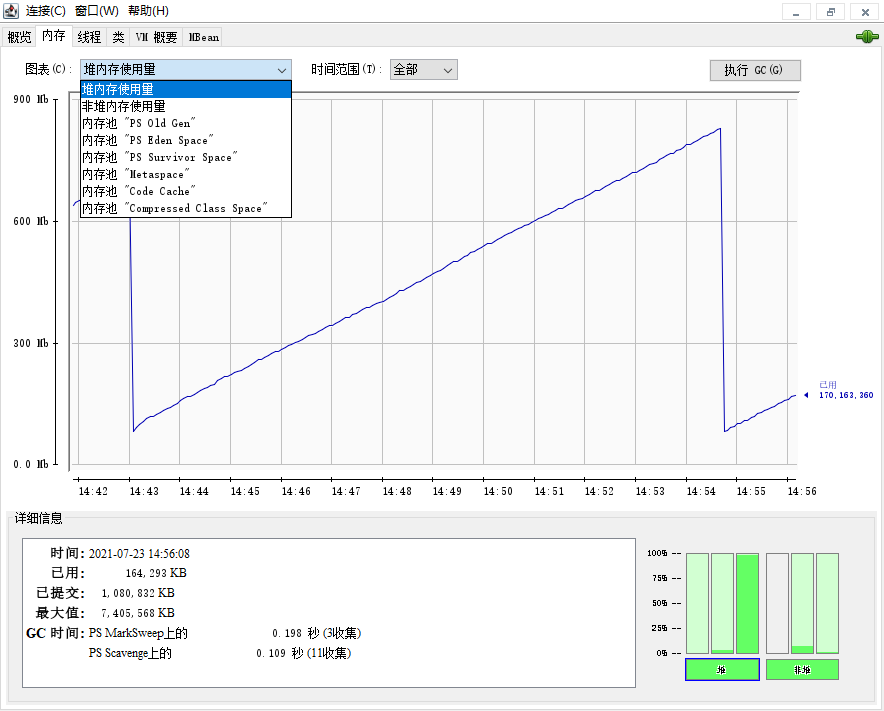 连接(C) 窗口(W) 帮助(H)
概览 内存 线程 类 VM 概要 MBean
图表(C): 堆内存使用量 时间范围(T): 全部 执行 GC(G)
堆内存使用量
非堆内存使用量
内存池 "PS Old Gen"
内存池 "PS Eden Space"
内存池 "PS Survivor Space"
内存池 "Metaspace"
内存池 "Code Cache"
内存池 "Compressed Class Space"
900 Mb
600 Mb
300 Mb
0.0 Mb
已用
170,163,360
14:42 14:43 14:44 14:45 14:46 14:47 14:48 14:49 14:50 14:51 14:52 14:53 14:54 14:55 14:56
详细信息
时间: 2021-07-23 14:56:08
已用: 164,293 KB
已提交: 1,080,832 KB
最大值: 7,405,568 KB
GC 时间: PS MarkSweep上的 0.198 秒 (3收集)
PS Scavenge上的 0.109 秒 (11收集)
100% --
75% --
50% --
25% --
0% --
堆 非堆